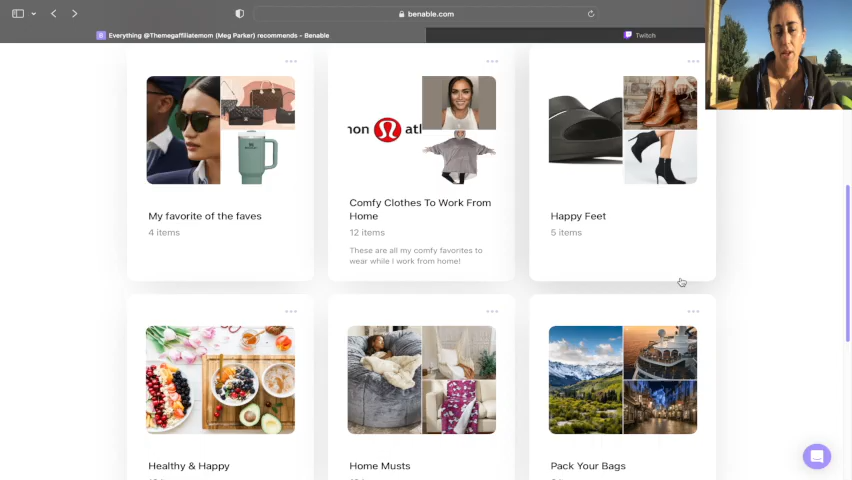 benable.com
Everything @Themegaffiliatemom (Meg Parker) recommends - Benable
Twitch
non
atl
My favorite of the faves
4 items
Comfy Clothes To Work From
Home
12 items
These are all my comfy favorites to
wear while I work from home!
Happy Feet
5 items
Healthy & Happy
Home Musts
Pack Your Bags